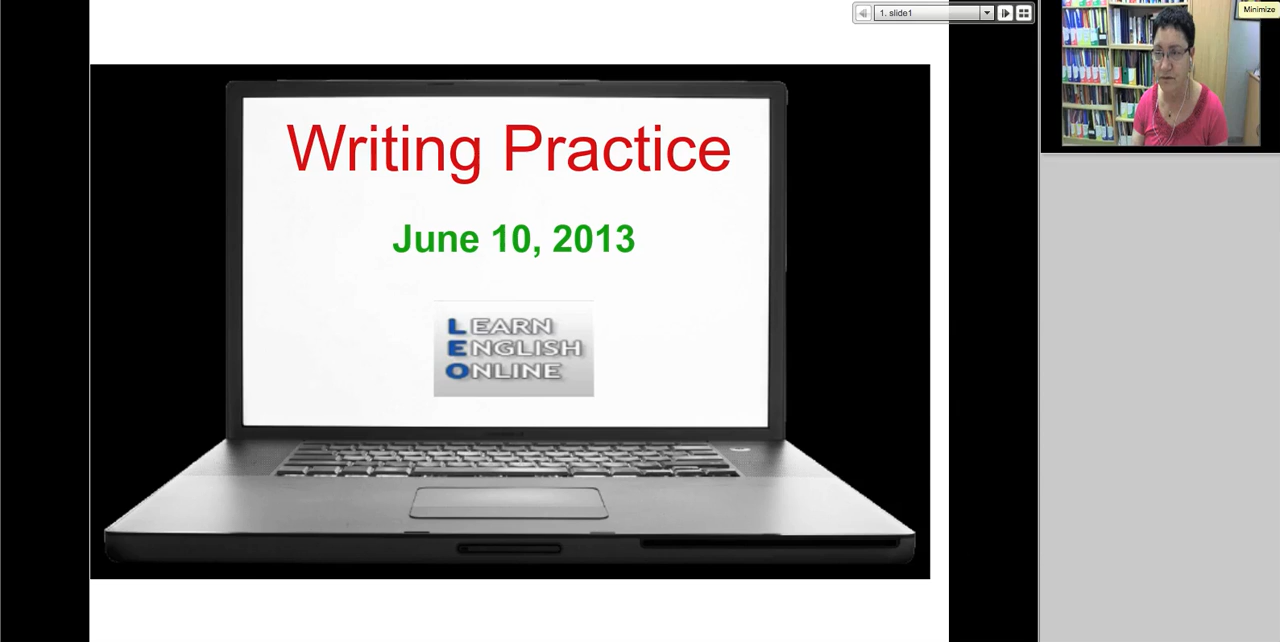 1. slide1
Minimize
Writing Practice
June 10, 2013
LEARN
ENGLISH
ONLINE